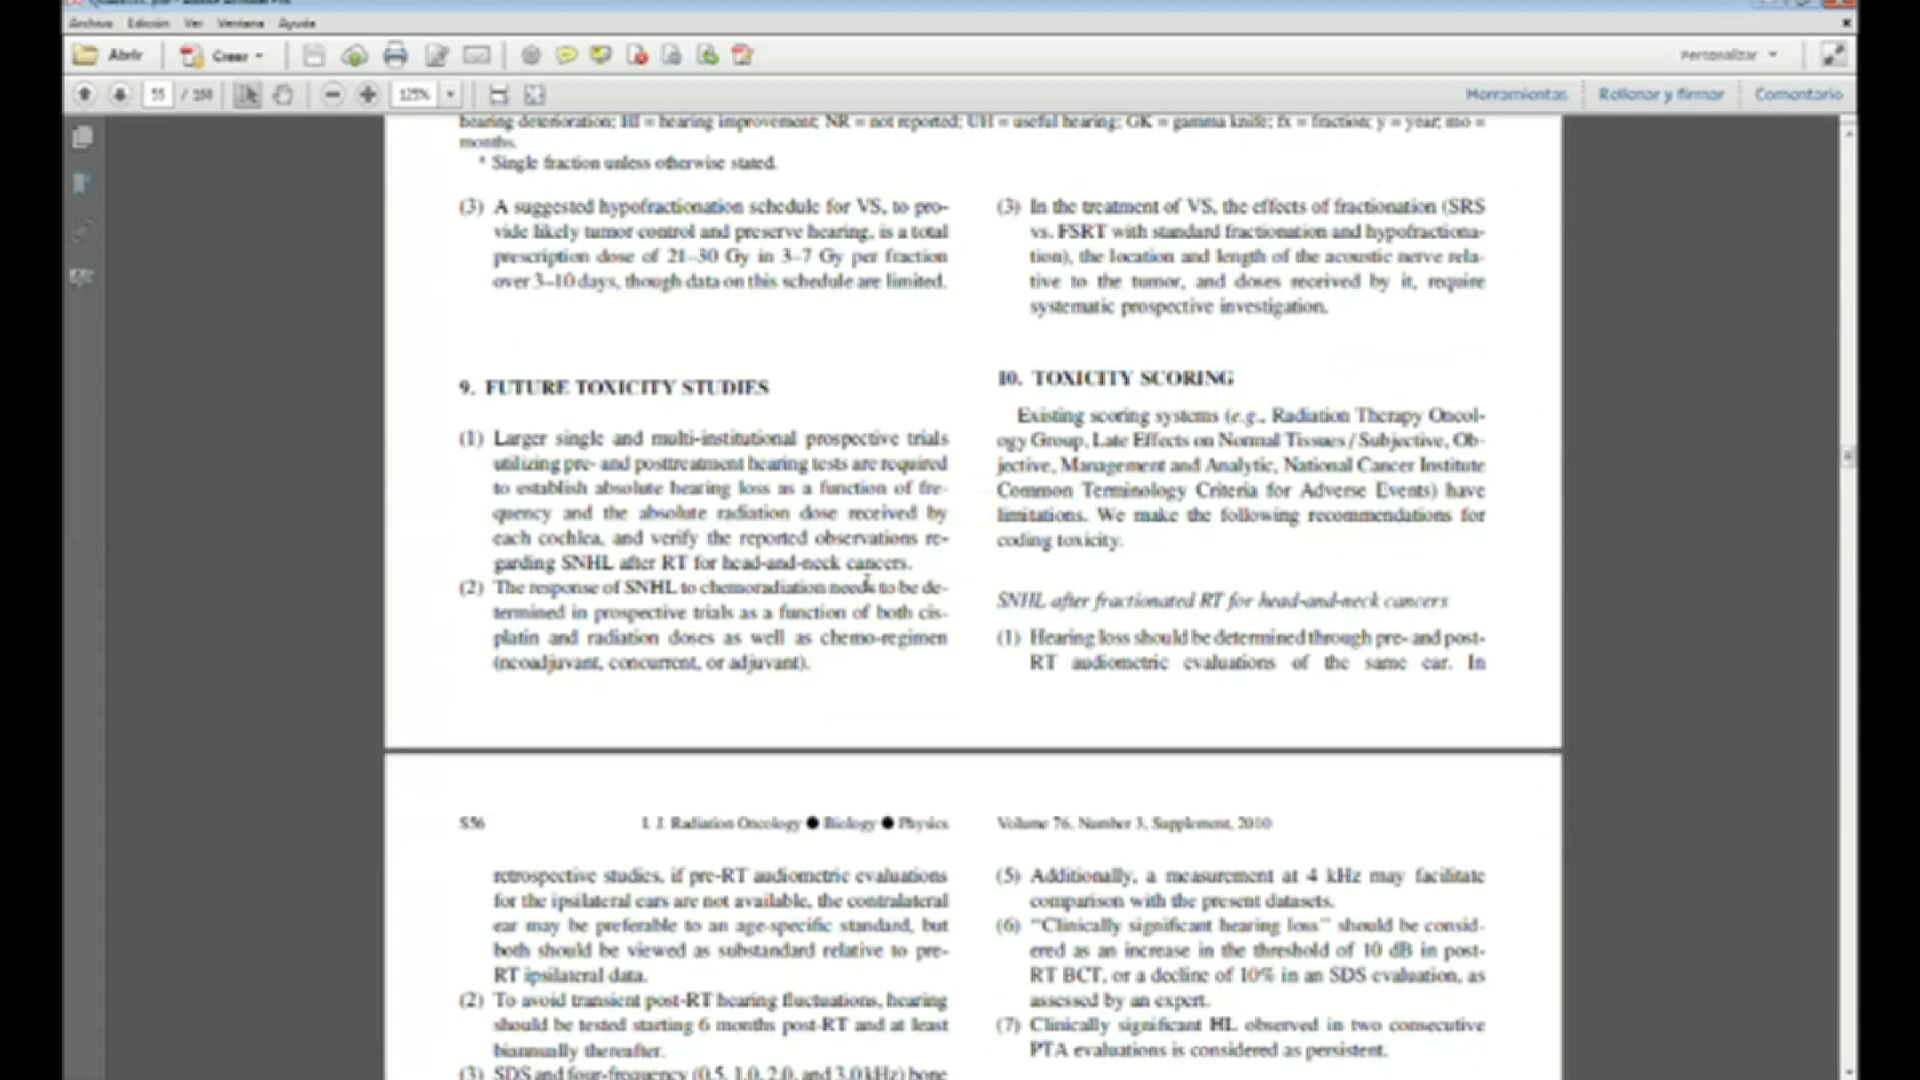 Archivo Edición Ver Ventana Ayuda
Abrir Crear Personalizar
55 / 160 125% Herramientas Rellenar y firmar Comentario
hearing deterioration; HI = hearing improvement; NR = not reported; UH = useful hearing; GK = gamma knife; fx = fraction; y = year; mo =
months.
* Single fraction unless otherwise stated.
(3) A suggested hypofractionation schedule for VS, to pro-
vide likely tumor control and preserve hearing, is a total
prescription dose of 21–30 Gy in 3–7 Gy per fraction
over 3–10 days, though data on this schedule are limited.
9. FUTURE TOXICITY STUDIES
(1) Larger single and multi-institutional prospective trials
utilizing pre- and posttreatment hearing tests are required
to establish absolute hearing loss as a function of fre-
quency and the absolute radiation dose received by
each cochlea, and verify the reported observations re-
garding SNHL after RT for head-and-neck cancers.
(2) The response of SNHL to chemoradiation needs to be de-
termined in prospective trials as a function of both cis-
platin and radiation doses as well as chemo-regimen
(neoadjuvant, concurrent, or adjuvant).
(3) In the treatment of VS, the effects of fractionation (SRS
vs. FSRT with standard fractionation and hypofractiona-
tion), the location and length of the acoustic nerve rela-
tive to the tumor, and doses received by it, require
systematic prospective investigation.
10. TOXICITY SCORING
Existing scoring systems (e.g., Radiation Therapy Oncol-
ogy Group, Late Effects on Normal Tissues / Subjective, Ob-
jective, Management and Analytic, National Cancer Institute
Common Terminology Criteria for Adverse Events) have
limitations. We make the following recommendations for
coding toxicity.
SNHL after fractionated RT for head-and-neck cancers
(1) Hearing loss should be determined through pre- and post-
RT audiometric evaluations of the same ear. In
S56 I. J. Radiation Oncology ● Biology ● Physics Volume 76, Number 3, Supplement, 2010
retrospective studies, if pre-RT audiometric evaluations
for the ipsilateral ears are not available, the contralateral
ear may be preferable to an age-specific standard, but
both should be viewed as substandard relative to pre-
RT ipsilateral data.
(2) To avoid transient post-RT hearing fluctuations, hearing
should be tested starting 6 months post-RT and at least
biannually thereafter.
(3) SDS and four-frequency (0.5, 1.0, 2.0, and 3.0 kHz) bone
(5) Additionally, a measurement at 4 kHz may facilitate
comparison with the present datasets.
(6) "Clinically significant hearing loss" should be consid-
ered as an increase in the threshold of 10 dB in post-
RT BCT, or a decline of 10% in an SDS evaluation, as
assessed by an expert.
(7) Clinically significant HL observed in two consecutive
PTA evaluations is considered as persistent.